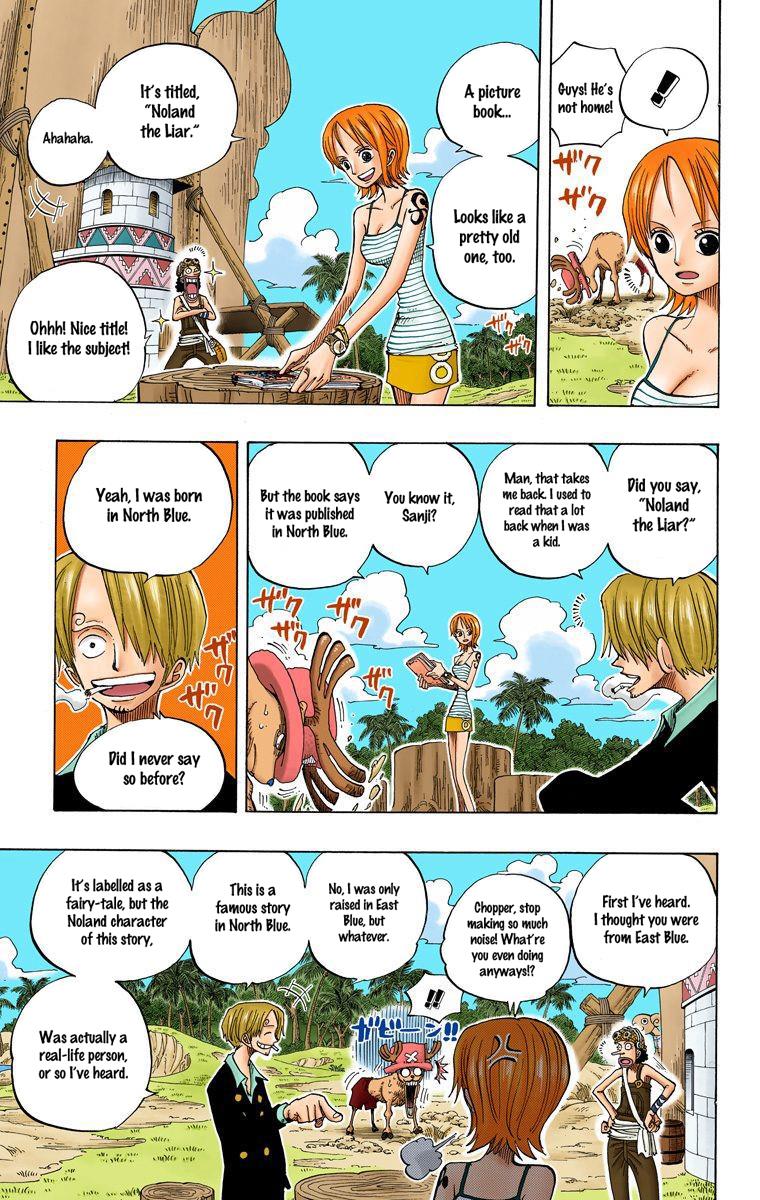 !
Guys! He's
not home!
ザク
ザク
A picture
book...
Looks like a
pretty old
one, too.
ザク
ザク
It's titled,
"Noland
the Liar."
Ahahaha.
Ohhh! Nice title!
I like the subject!
Did you say,
"Noland
the Liar?"
Man, that takes
me back. I used to
read that a lot
back when I was
a kid.
You know it,
Sanji?
But the book says
it was published
in North Blue.
ザク
ザク
ザク
ザク
Yeah, I was born
in North Blue.
ザク
ザク
Did I never say
so before?
First I've heard.
I thought you were
from East Blue.
Chopper, stop
making so much
noise! What're
you even doing
anyways!?
!!
ガビーン!!
No, I was only
raised in East
Blue, but
whatever.
This is a
famous story
in North Blue.
It's labelled as a
fairy-tale, but the
Noland character
of this story,
Was actually a
real-life person,
or so I've heard.